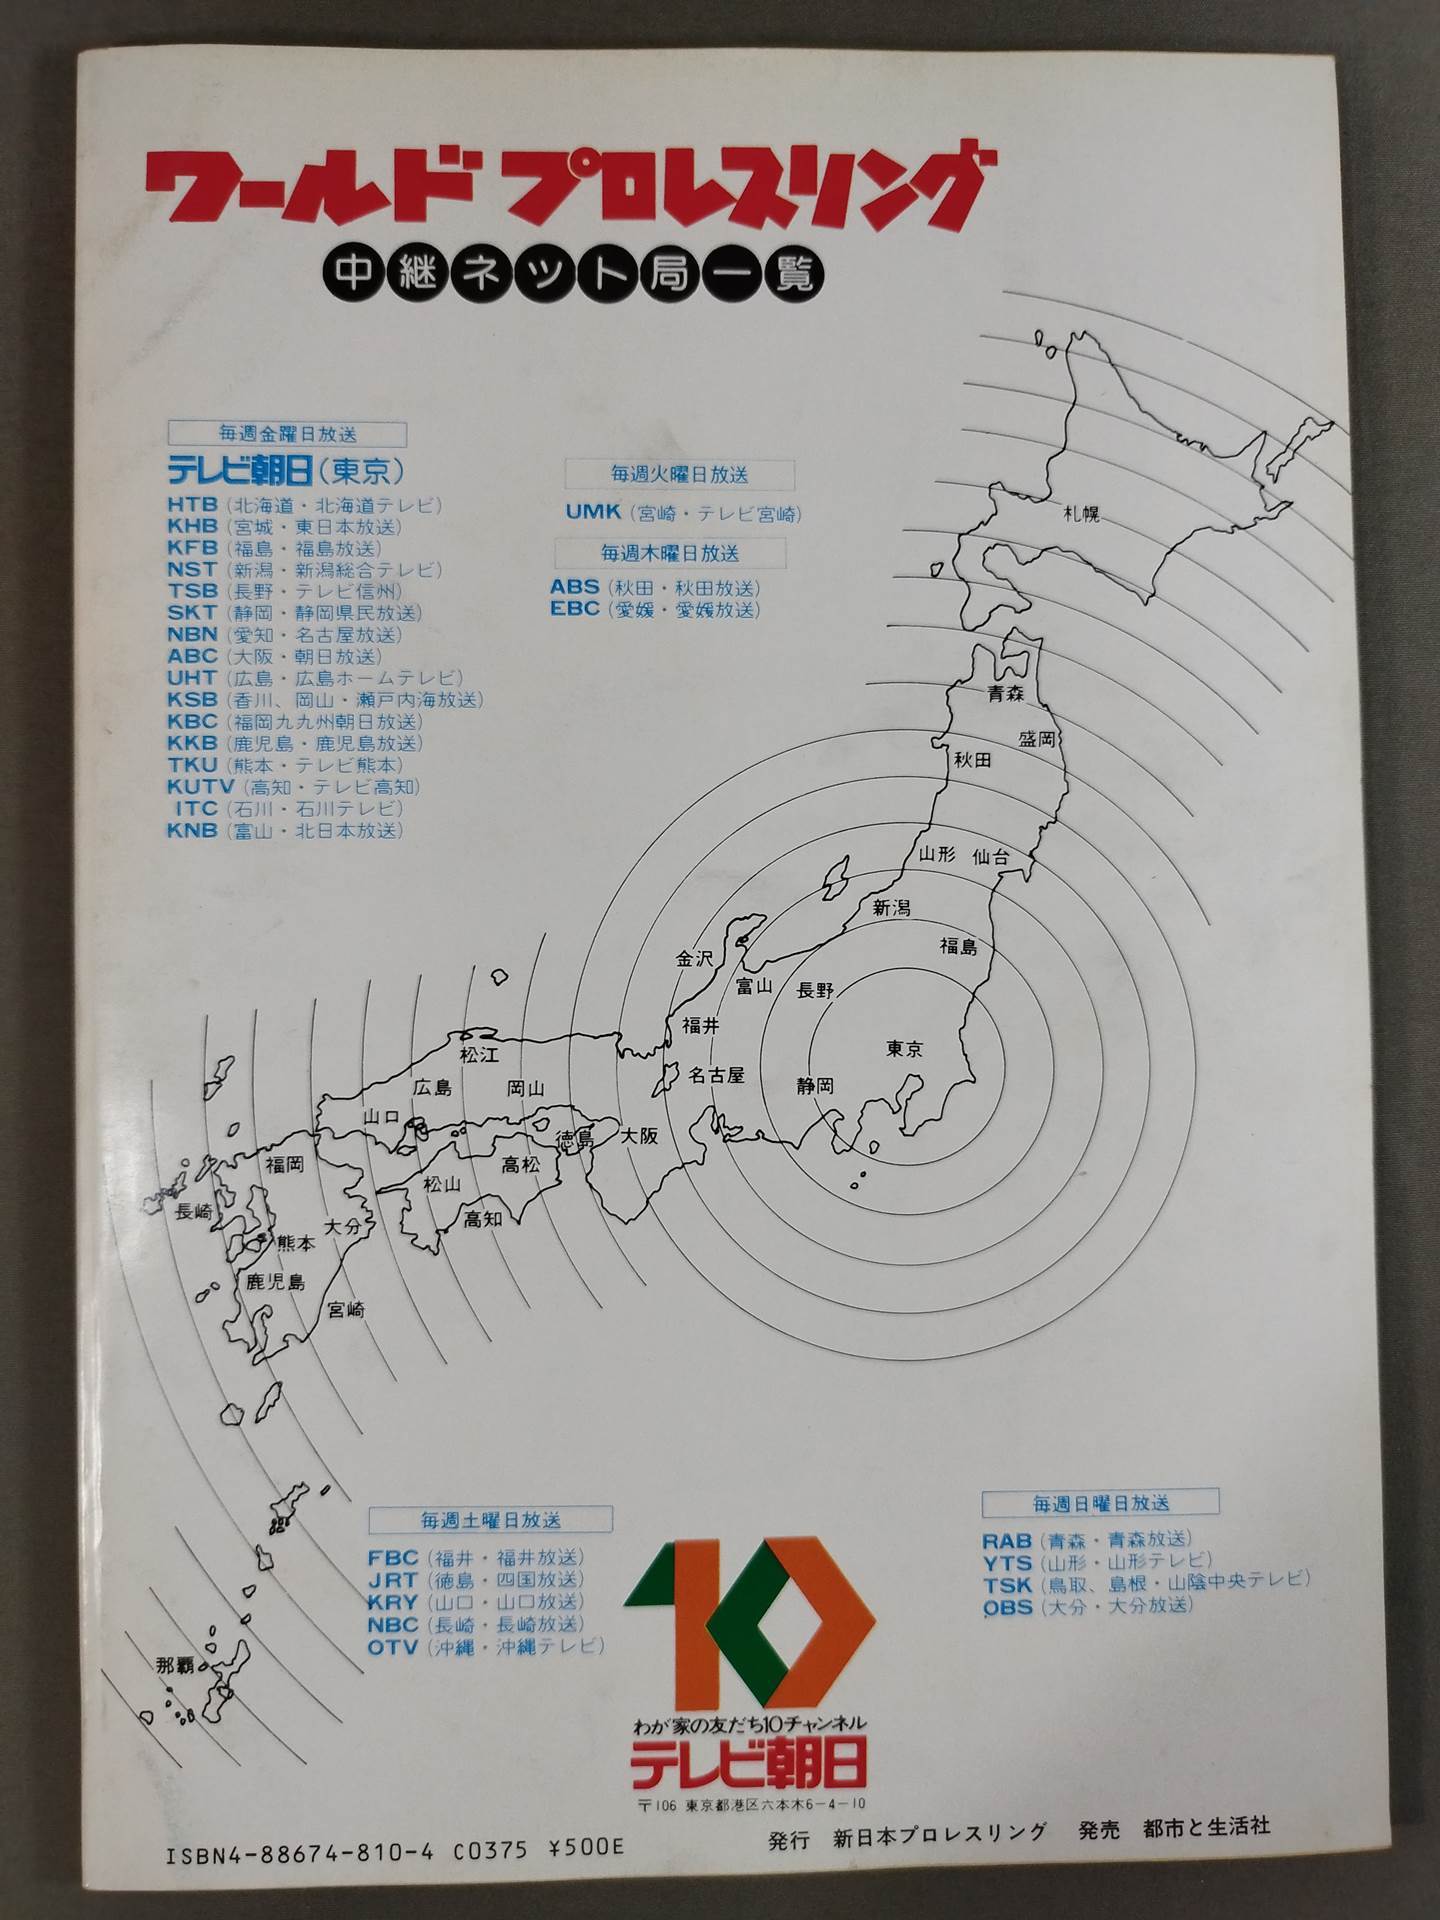 ワールドプロレスリング
中継ネット局一覧
毎週金曜日放送
テレビ朝日(東京)
HTB(北海道・北海道テレビ)
KHB(宮城・東日本放送)
KFB(福島・福島放送)
NST(新潟・新潟総合テレビ)
TSB(長野・テレビ信州)
SKT(静岡・静岡県民放送)
NBN(愛知・名古屋放送)
ABC(大阪・朝日放送)
UHT(広島・広島ホームテレビ)
KSB(香川、岡山・瀬戸内海放送)
KBC(福岡九九州朝日放送)
KKB(鹿児島・鹿児島放送)
TKU(熊本・テレビ熊本)
KUTV(高知・テレビ高知)
ITC(石川・石川テレビ)
KNB(富山・北日本放送)
毎週火曜日放送
UMK(宮崎・テレビ宮崎)
毎週木曜日放送
ABS(秋田・秋田放送)
EBC(愛媛・愛媛放送)
札幌
青森
盛岡
秋田
山形 仙台
新潟
福島
金沢
富山 長野
福井
東京
松江
名古屋
静岡
広島 岡山
山口
徳島 大阪
福岡
高松
松山
長崎
高知
大分
熊本
鹿児島
宮崎
那覇
毎週土曜日放送
FBC(福井・福井放送)
JRT(徳島・四国放送)
KRY(山口・山口放送)
NBC(長崎・長崎放送)
OTV(沖縄・沖縄テレビ)
毎週日曜日放送
RAB(青森・青森放送)
YTS(山形・山形テレビ)
TSK(鳥取、島根・山陰中央テレビ)
OBS(大分・大分放送)
10
わが家の友だち10チャンネル
テレビ朝日
〒106 東京都港区六本木6-4-10
ISBN4-88674-810-4 C0375 ¥500E
発行 新日本プロレスリング 発売 都市と生活社